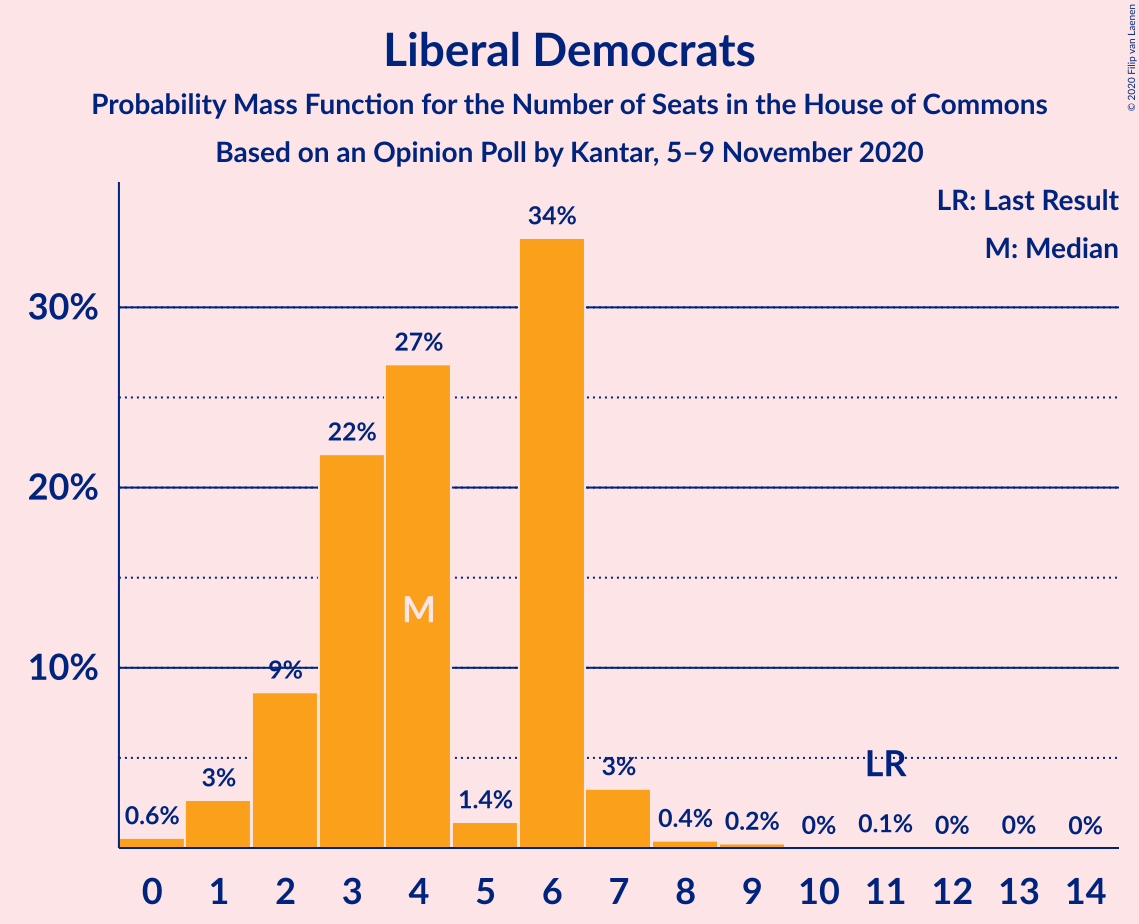 Liberal Democrats
Probability Mass Function for the Number of Seats in the House of Commons
Based on an Opinion Poll by Kantar, 5–9 November 2020
© 2020 Filip van Laenen
LR: Last Result
M: Median
34%
30%
27%
22%
20%
M
10%
9%
3%
3%
LR
0.6%
1.4%
0.4%
0.2%
0%
0.1%
0%
0%
0%
0 1 2 3 4 5 6 7 8 9 10 11 12 13 14